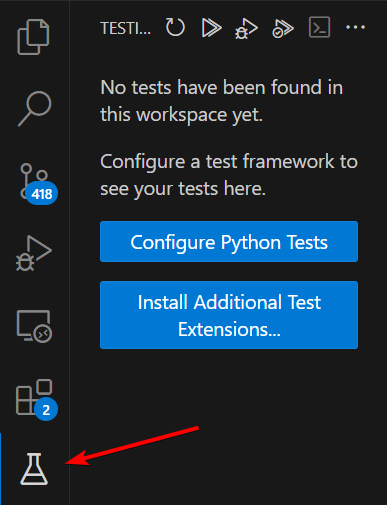 TESTI...
No tests have been found in
this workspace yet.
Configure a test framework to
see your tests here.
418
Configure Python Tests
Install Additional Test
Extensions...
2